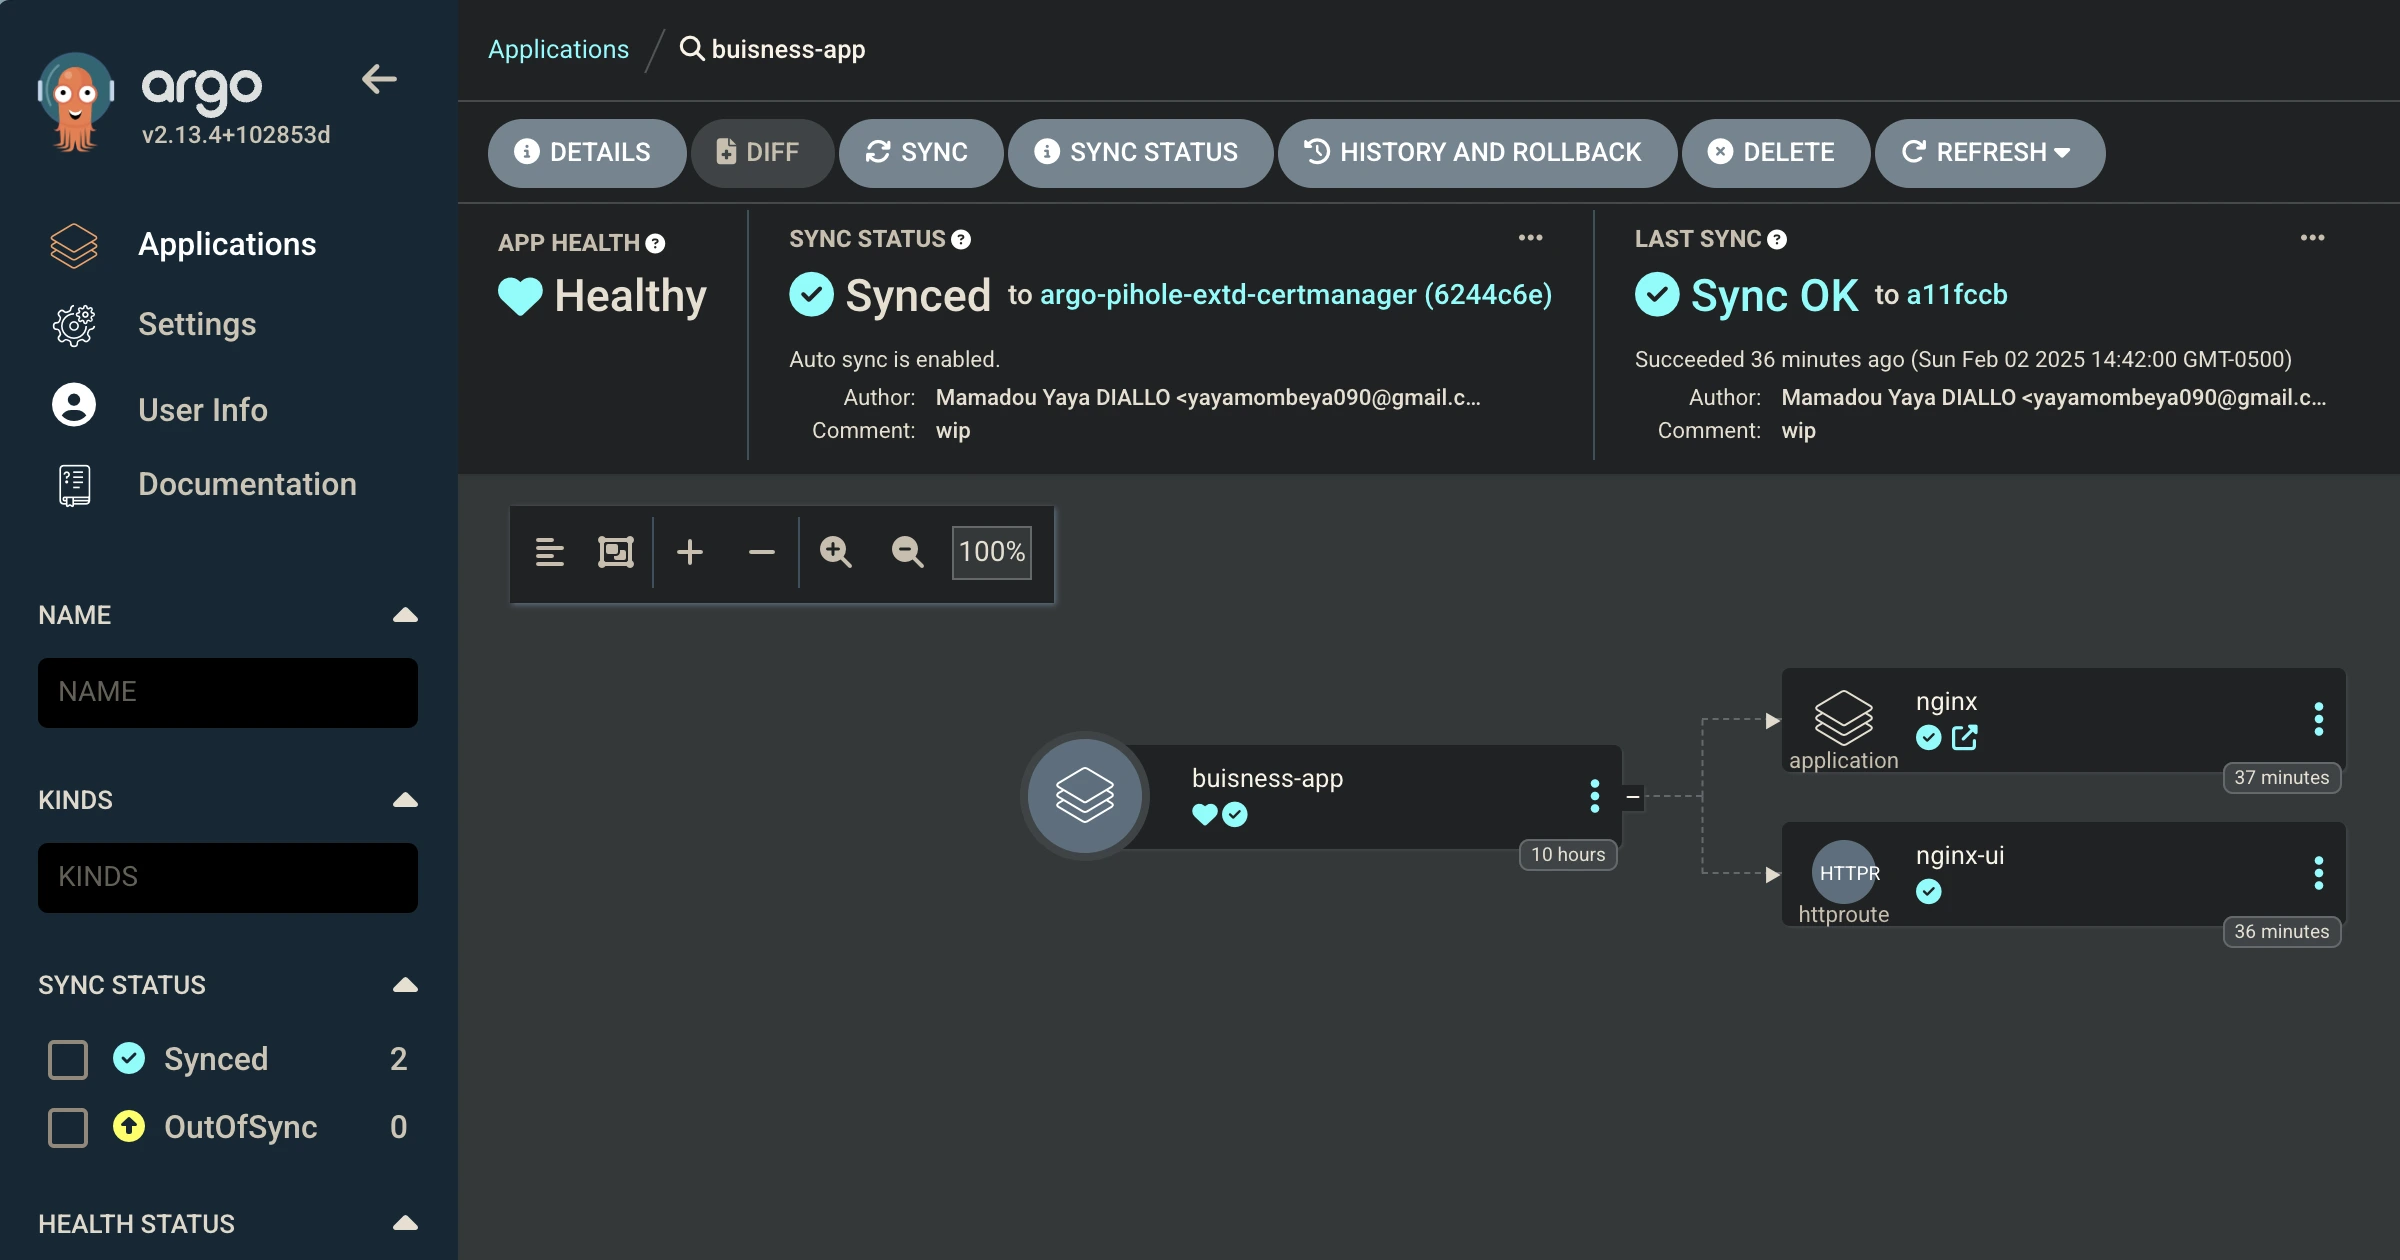 argo
v2.13.4+102853d
Applications
Settings
User Info
Documentation
NAME
NAME
KINDS
KINDS
SYNC STATUS
Synced 2
OutOfSync 0
HEALTH STATUS
Applications / buisness-app
DETAILS DIFF SYNC SYNC STATUS HISTORY AND ROLLBACK DELETE REFRESH
APP HEALTH
Healthy
SYNC STATUS
Synced to argo-pihole-extd-certmanager (6244c6e)
Auto sync is enabled.
Author: Mamadou Yaya DIALLO <yayamombeya090@gmail.c...
Comment: wip
LAST SYNC
Sync OK to a11fccb
Succeeded 36 minutes ago (Sun Feb 02 2025 14:42:00 GMT-0500)
Author: Mamadou Yaya DIALLO <yayamombeya090@gmail.c...
Comment: wip
100%
buisness-app
10 hours
nginx
application
37 minutes
HTTPR
nginx-ui
httproute
36 minutes